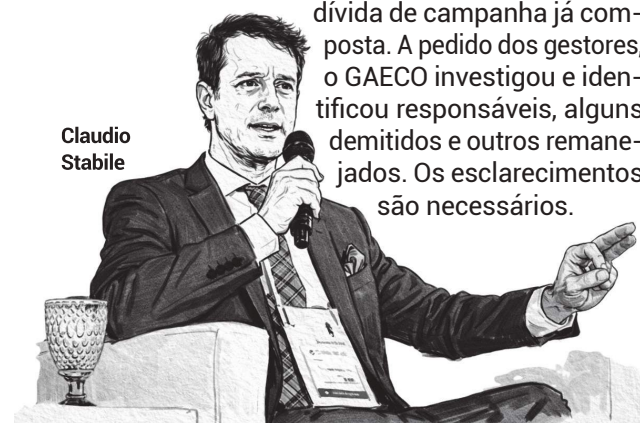 dívida de campanha já com-
posta. A pedido dos gestores,
o GAECO investigou e iden-
tificou responsáveis, alguns
demitidos e outros remane-
jados. Os esclarecimentos
são necessários.
Claudio
Stabile